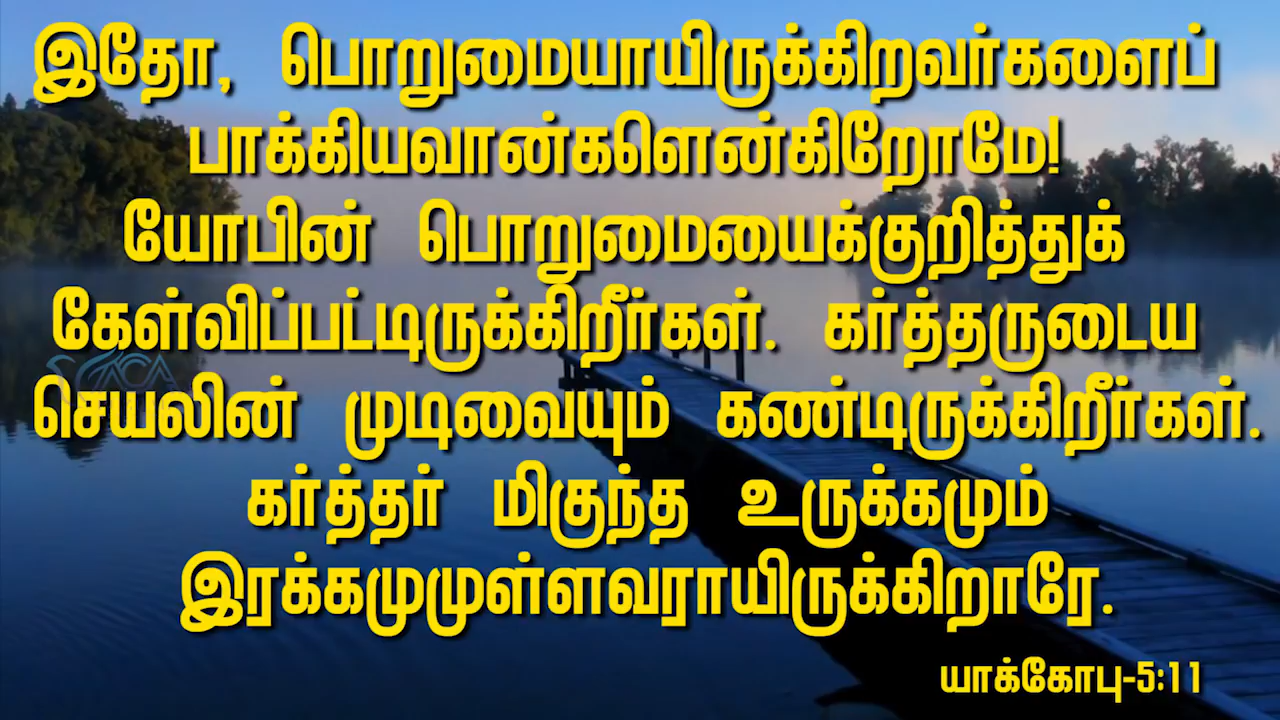 இதோ, பொறுமையாயிருக்கிறவர்களைப்
பாக்கியவான்களென்கிறோமே!
யோபின் பொறுமையைக்குறித்துக்
கேள்விப்பட்டிருக்கிறீர்கள். கர்த்தருடைய
செயலின் முடிவையும் கண்டிருக்கிறீர்கள்.
கர்த்தர் மிகுந்த உருக்கமும்
இரக்கமுமுள்ளவராயிருக்கிறாரே.
யாக்கோபு-5:11